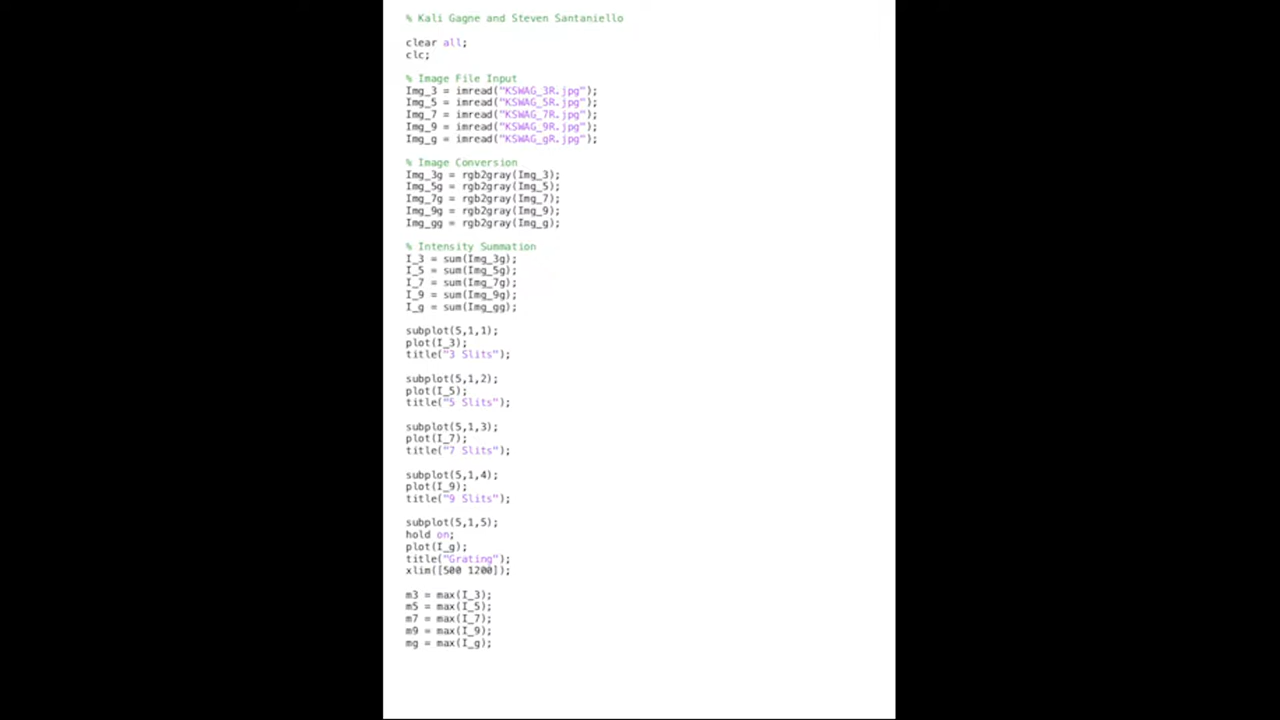 % Kali Gagne and Steven Santaniello
clear all;
clc;
% Image File Input
Img_3 = imread("KSWAG_3R.jpg");
Img_5 = imread("KSWAG_5R.jpg");
Img_7 = imread("KSWAG_7R.jpg");
Img_9 = imread("KSWAG_9R.jpg");
Img_g = imread("KSWAG_gR.jpg");
% Image Conversion
Img_3g = rgb2gray(Img_3);
Img_5g = rgb2gray(Img_5);
Img_7g = rgb2gray(Img_7);
Img_9g = rgb2gray(Img_9);
Img_gg = rgb2gray(Img_g);
% Intensity Summation
I_3 = sum(Img_3g);
I_5 = sum(Img_5g);
I_7 = sum(Img_7g);
I_9 = sum(Img_9g);
I_g = sum(Img_gg);
subplot(5,1,1);
plot(I_3);
title("3 Slits");
subplot(5,1,2);
plot(I_5);
title("5 Slits");
subplot(5,1,3);
plot(I_7);
title("7 Slits");
subplot(5,1,4);
plot(I_9);
title("9 Slits");
subplot(5,1,5);
hold on;
plot(I_g);
title("Grating");
xlim([500 1200]);
m3 = max(I_3);
m5 = max(I_5);
m7 = max(I_7);
m9 = max(I_9);
mg = max(I_g);